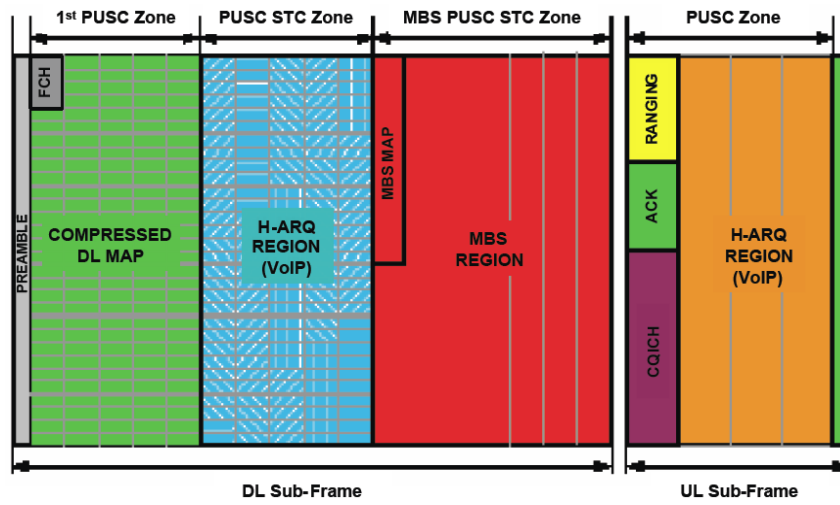 1st PUSC Zone
PUSC STC Zone
MBS PUSC STC Zone
PUSC Zone
PREAMBLE
FCH
COMPRESSED
DL MAP
H-ARQ
REGION
(VoIP)
MBS MAP
MBS
REGION
RANGING
ACK
CQICH
H-ARQ
REGION
(VoIP)
DL Sub-Frame
UL Sub-Frame